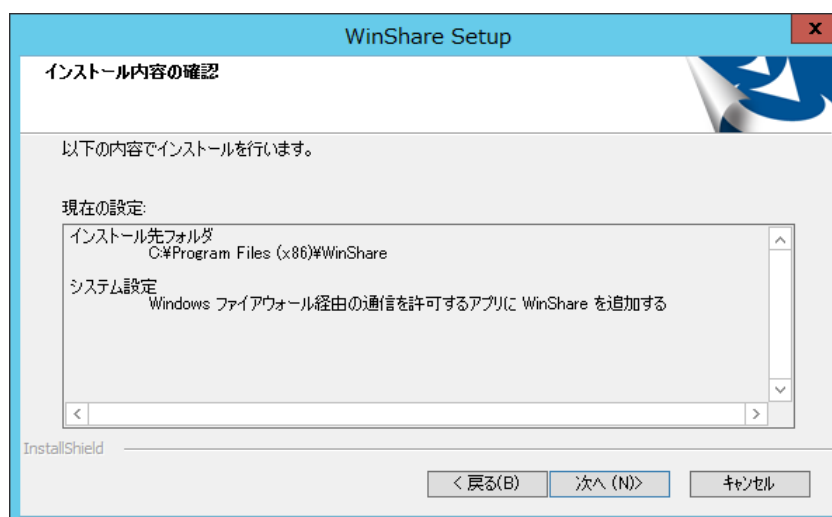 WinShare Setup
x
インストール内容の確認
以下の内容でインストールを行います。
現在の設定:
インストール先フォルダ
C:¥Program Files (x86)¥WinShare
システム設定
Windows ファイアウォール経由の通信を許可するアプリに WinShare を追加する
InstallShield
< 戻る(B)
次へ (N)>
キャンセル